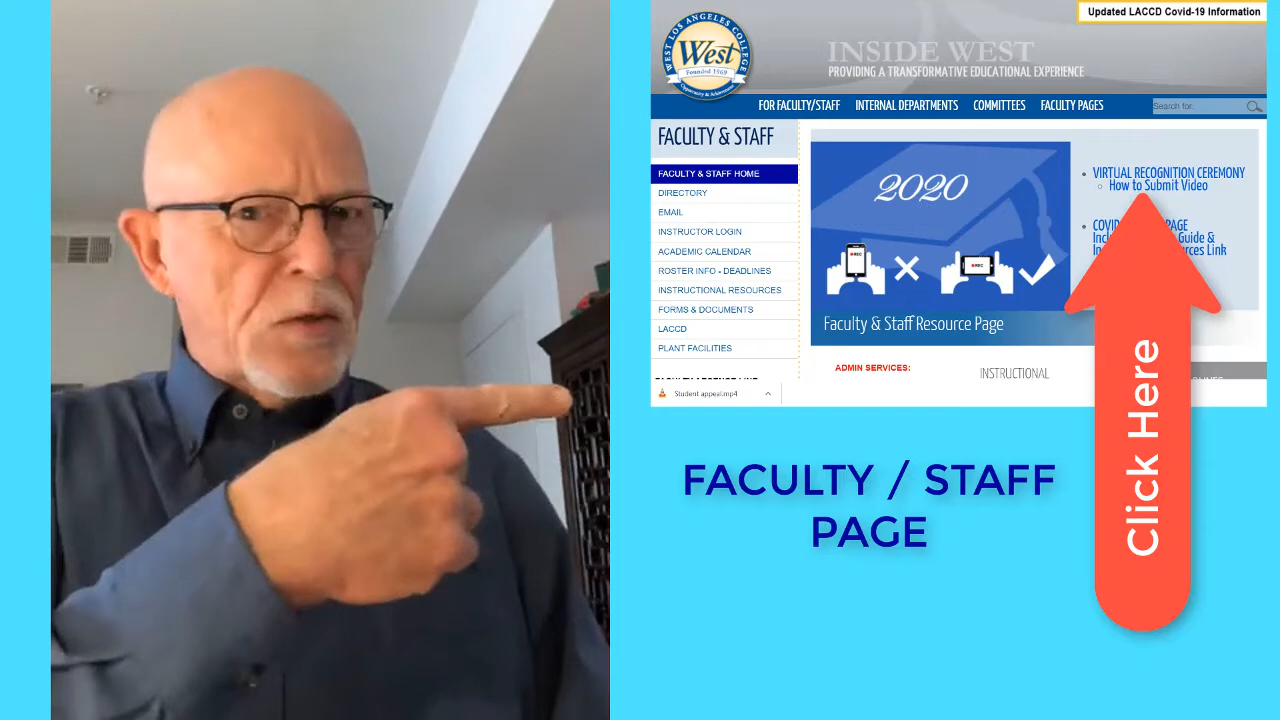 Updated LACCD Covid-19 Information
WEST LOS ANGELES COLLEGE
West
Founded 1969
Opportunity & Achievement
INSIDE WEST
PROVIDING A TRANSFORMATIVE EDUCATIONAL EXPERIENCE
FOR FACULTY/STAFF INTERNAL DEPARTMENTS COMMITTEES FACULTY PAGES
Search for:
FACULTY & STAFF
FACULTY & STAFF HOME
DIRECTORY
EMAIL
INSTRUCTOR LOGIN
ACADEMIC CALENDAR
ROSTER INFO - DEADLINES
INSTRUCTIONAL RESOURCES
FORMS & DOCUMENTS
LACCD
PLANT FACILITIES
2020
REC
REC
Faculty & Staff Resource Page
VIRTUAL RECOGNITION CEREMONY
How to Submit Video
PAGE
Guide &
Link
ADMIN SERVICES:
INSTRUCTIONAL
Student appeal.mp4
Click Here
FACULTY / STAFF
PAGE